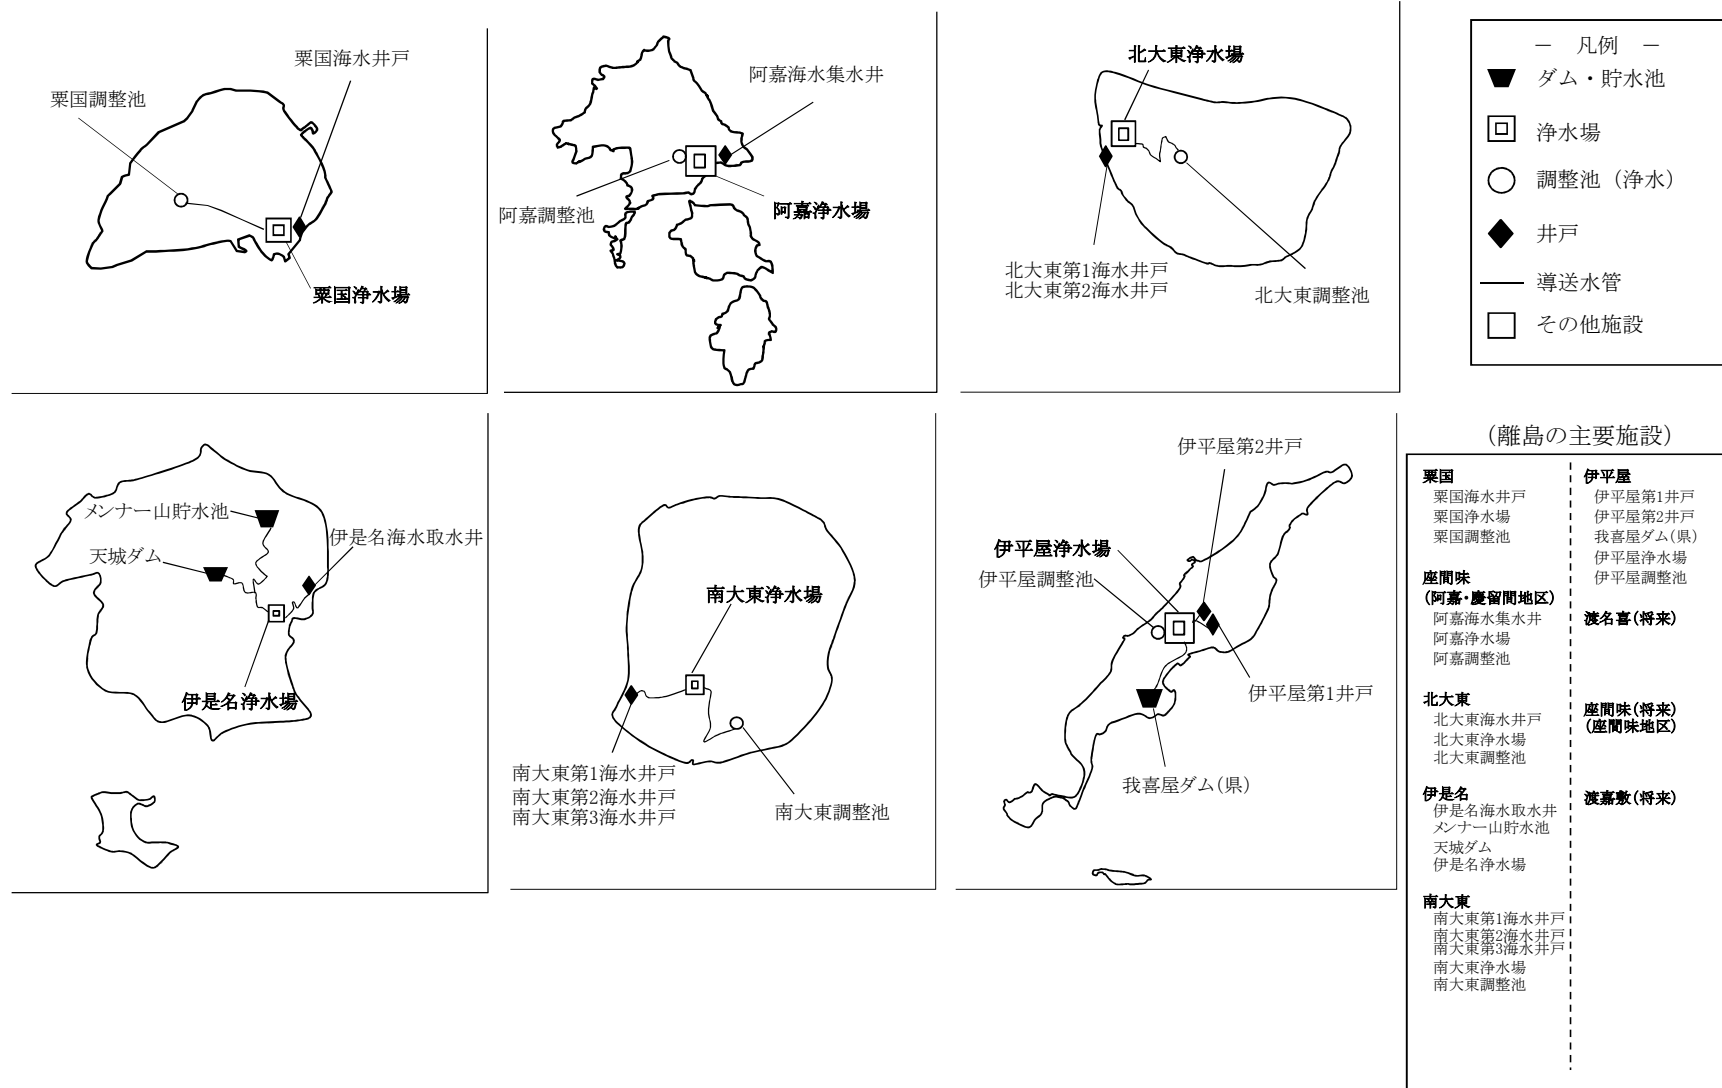 粟国海水井戸
粟国調整池
粟国浄水場
阿嘉海水集水井
阿嘉調整池
阿嘉浄水場
北大東浄水場
北大東第1海水井戸
北大東第2海水井戸
北大東調整池
― 凡例 ―
ダム・貯水池
浄水場
調整池（浄水）
井戸
導送水管
その他施設
メンナー山貯水池
天城ダム
伊是名海水取水井
伊是名浄水場
南大東浄水場
南大東第1海水井戸
南大東第2海水井戸
南大東第3海水井戸
南大東調整池
伊平屋第2井戸
伊平屋浄水場
伊平屋調整池
伊平屋第1井戸
我喜屋ダム(県)
（離島の主要施設）
粟国
粟国海水井戸
粟国浄水場
粟国調整池
座間味
(阿嘉・慶留間地区)
阿嘉海水集水井
阿嘉浄水場
阿嘉調整池
北大東
北大東海水井戸
北大東浄水場
北大東調整池
伊是名
伊是名海水取水井
メンナー山貯水池
天城ダム
伊是名浄水場
南大東
南大東第1海水井戸
南大東第2海水井戸
南大東第3海水井戸
南大東浄水場
南大東調整池
伊平屋
伊平屋第1井戸
伊平屋第2井戸
我喜屋ダム(県)
伊平屋浄水場
伊平屋調整池
渡名喜(将来)
座間味(将来)
(座間味地区)
渡嘉敷(将来)